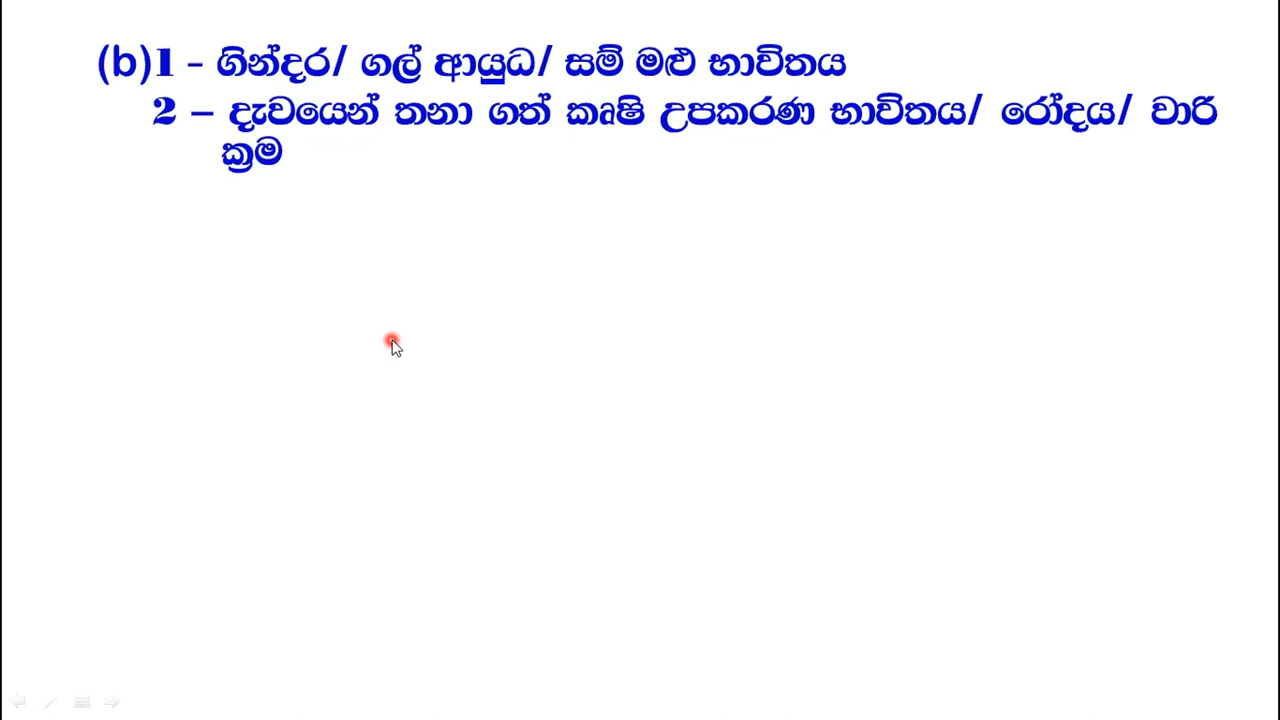 (b)1 - ගින්දර/ ගල් ආයුධ/ සම් මළු භාවිතය
2 – දැවයෙන් තනා ගත් කෘෂි උපකරණ භාවිතය/ රෝදය/ වාරි
ක්‍රම